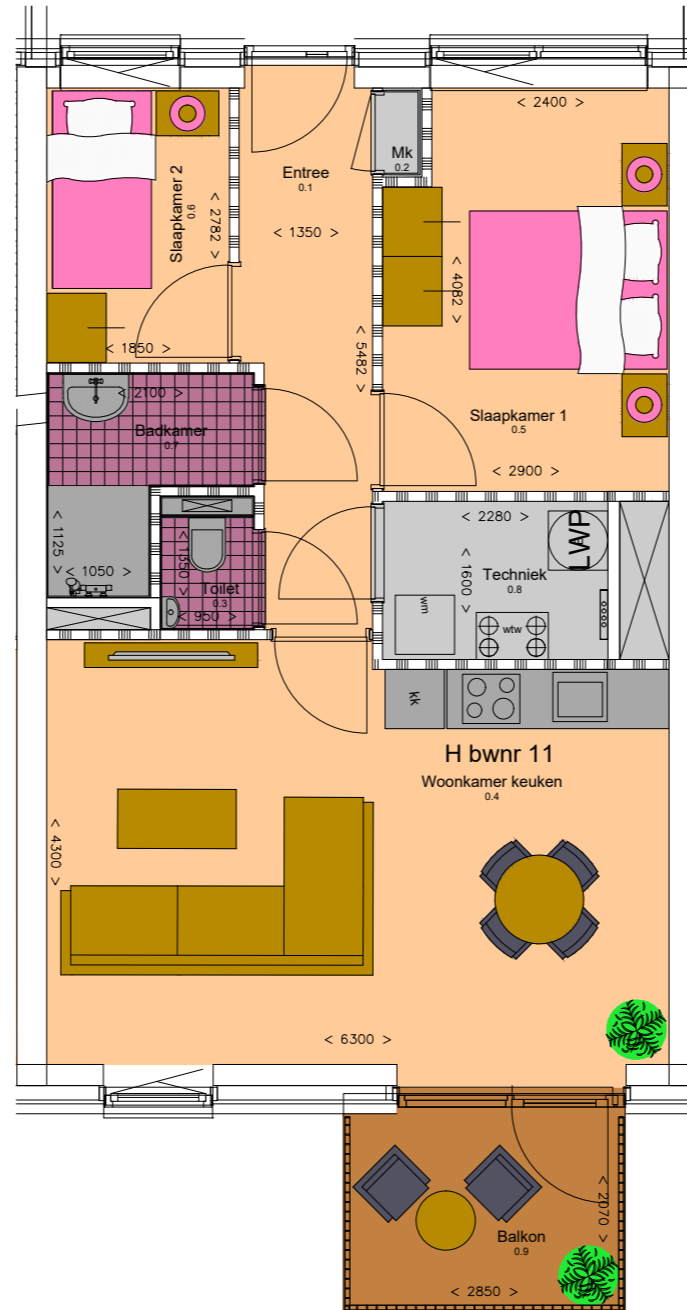 < 2400 >
Mk
0.2
Entree
0.1
Slaapkamer 2
0.6
< 2782 >
< 1350 >
< 4082 >
< 1850 >
< 5482 >
< 2100 >
Badkamer
0.7
Slaapkamer 1
0.5
< 2900 >
< 1125 >
< 1050 >
< 1350 >
Toilet
0.3
< 950 >
< 2280 >
LWP
< 1600 >
Techniek
0.8
wm
wtw
kk
H bwnr 11
Woonkamer keuken
0.4
< 4300 >
< 6300 >
< 2070 >
Balkon
0.9
< 2850 >